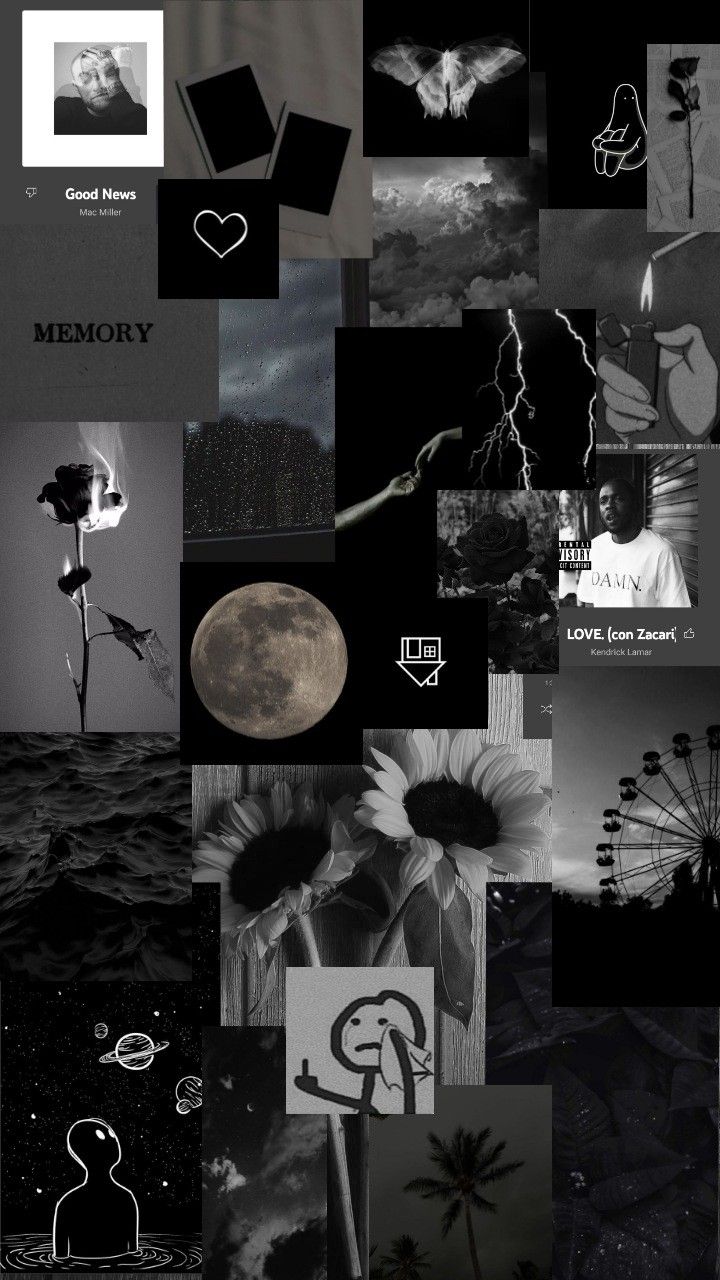 Good News
Mac Miller
MEMORY
DAMN.
LOVE. (con Zacari)
Kendrick Lamar